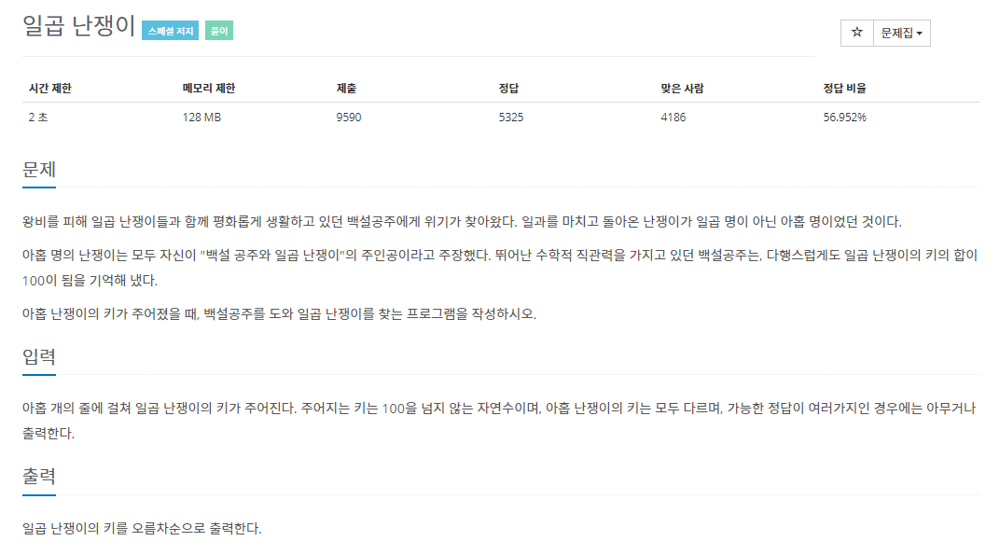 일곱 난쟁이 스페셜 저지 풀이
☆ 문제집
시간 제한 메모리 제한 제출 정답 맞은 사람 정답 비율
2 초 128 MB 9590 5325 4186 56.952%
문제
왕비를 피해 일곱 난쟁이들과 함께 평화롭게 생활하고 있던 백설공주에게 위기가 찾아왔다. 일과를 마치고 돌아온 난쟁이가 일곱 명이 아닌 아홉 명이었던 것이다.
아홉 명의 난쟁이는 모두 자신이 "백설 공주와 일곱 난쟁이"의 주인공이라고 주장했다. 뛰어난 수학적 직관력을 가지고 있던 백설공주는, 다행스럽게도 일곱 난쟁이의 키의 합이
100이 됨을 기억해 냈다.
아홉 난쟁이의 키가 주어졌을 때, 백설공주를 도와 일곱 난쟁이를 찾는 프로그램을 작성하시오.
입력
아홉 개의 줄에 걸쳐 일곱 난쟁이의 키가 주어진다. 주어지는 키는 100을 넘지 않는 자연수이며, 아홉 난쟁이의 키는 모두 다르며, 가능한 정답이 여러가지인 경우에는 아무거나
출력한다.
출력
일곱 난쟁이의 키를 오름차순으로 출력한다.